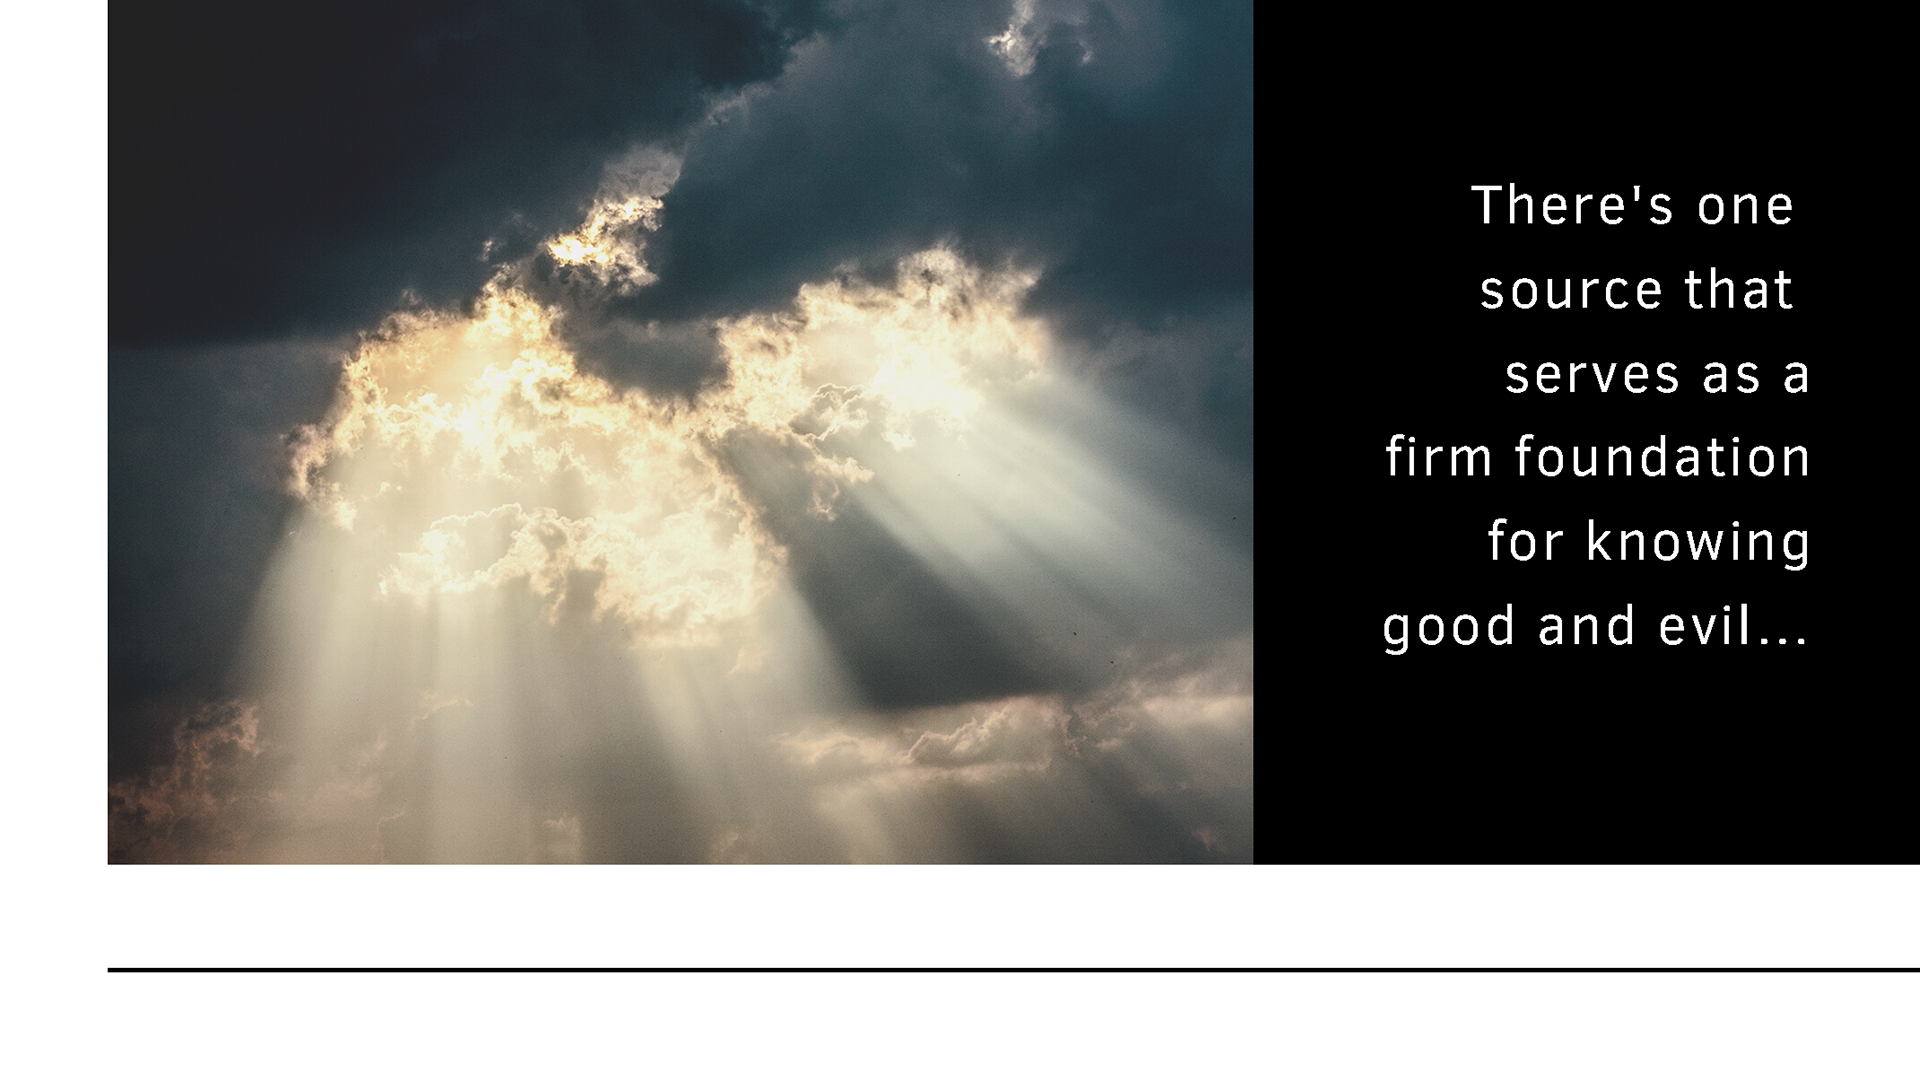 There's one
source that
serves as a
firm foundation
for knowing
good and evil...